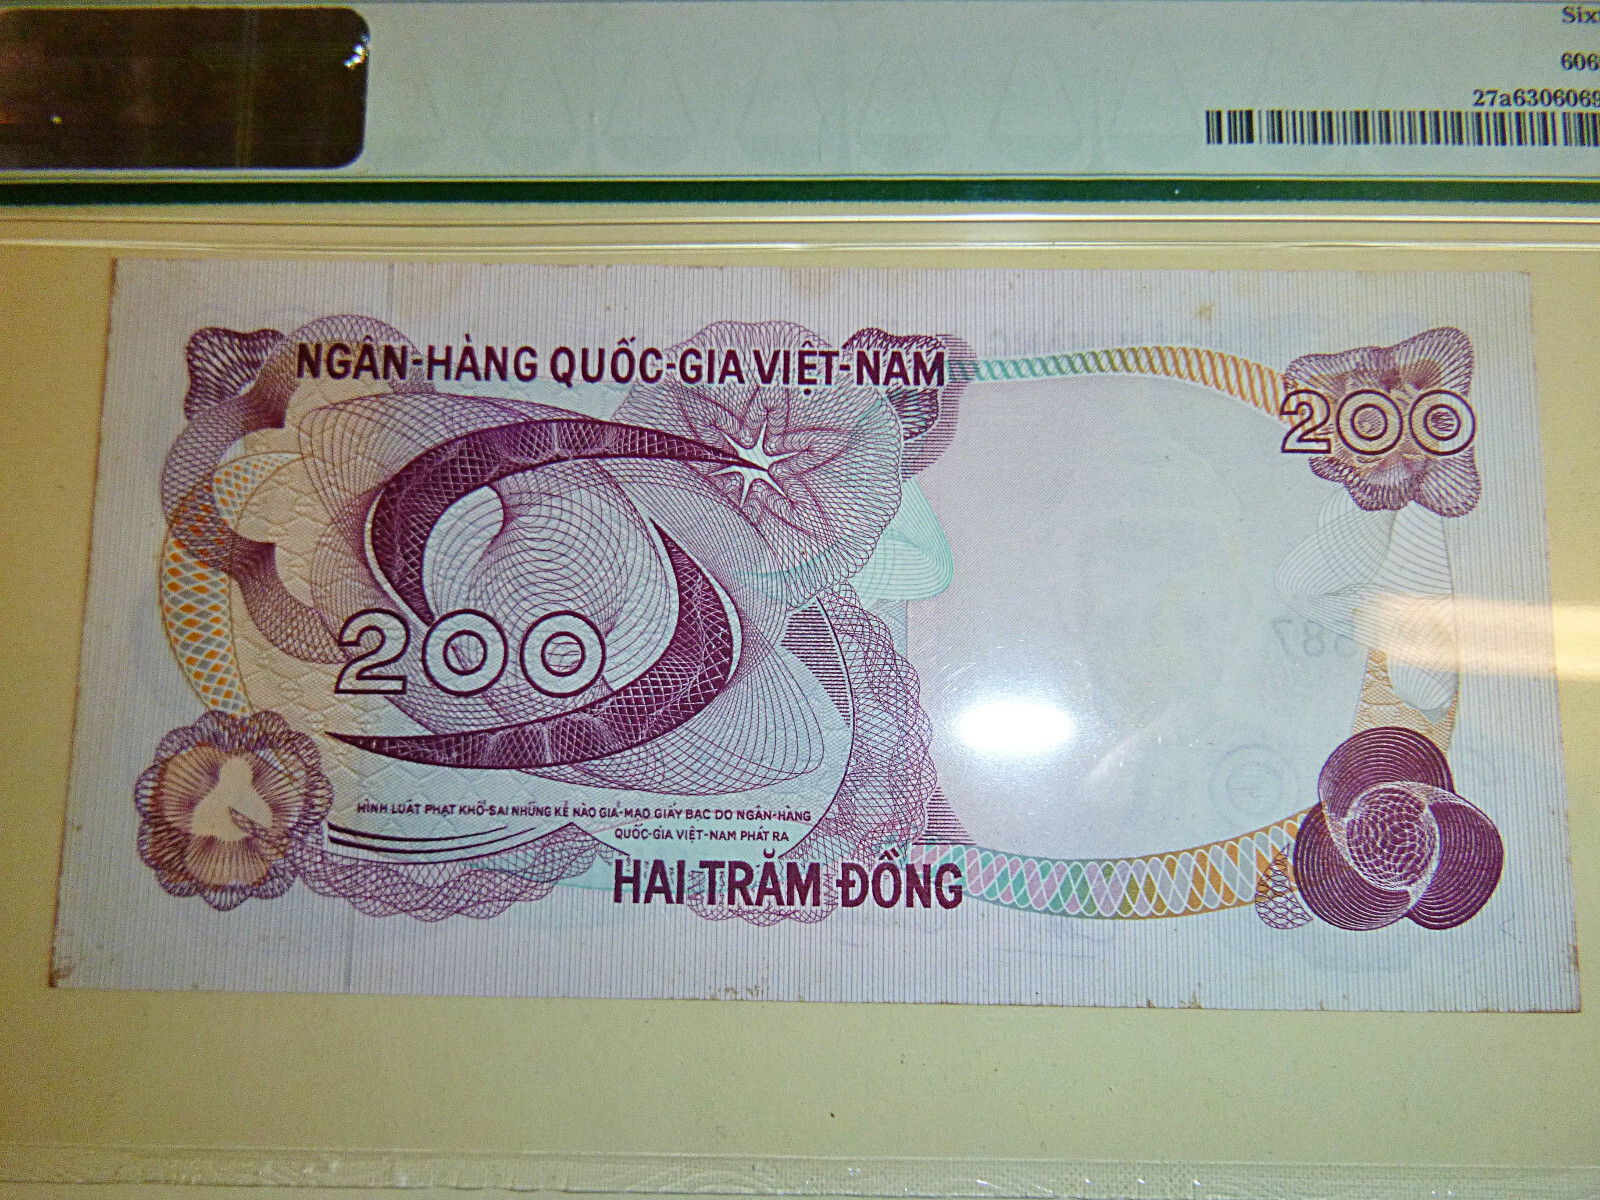 Six
606
27a6306069
NGÂN-HÀNG QUỐC-GIA VIỆT-NAM
200
200
HÌNH LUẬT PHẠT KHỔ-SAI NHỮNG KẺ NÀO GIẢ-MẠO GIẤY BẠC DO NGÂN-HÀNG
QUỐC-GIA VIỆT-NAM PHÁT RA
HAI TRĂM ĐỒNG